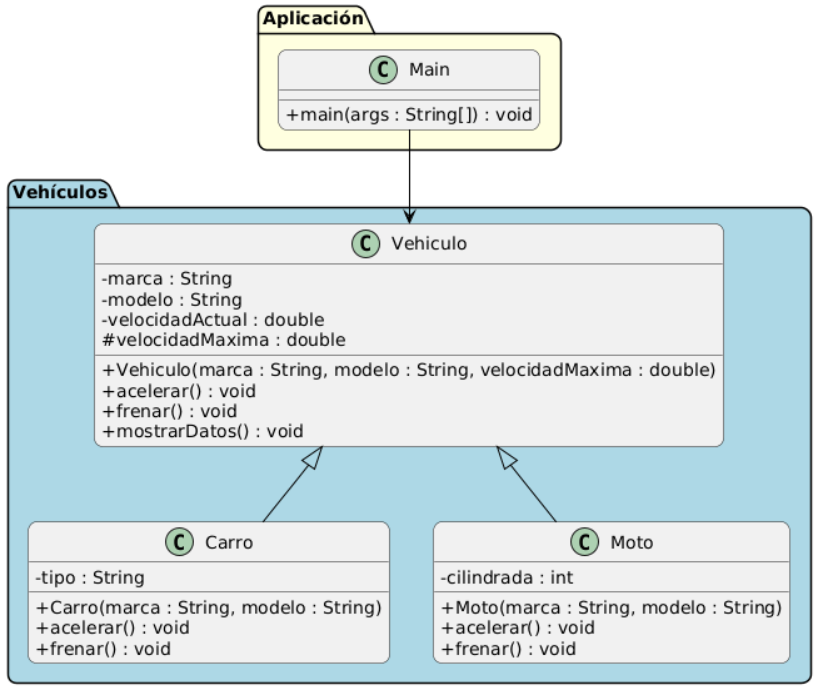 Aplicación
C Main
+main(args : String[]) : void
Vehículos
C Vehiculo
-marca : String
-modelo : String
-velocidadActual : double
#velocidadMaxima : double
+Vehiculo(marca : String, modelo : String, velocidadMaxima : double)
+acelerar() : void
+frenar() : void
+mostrarDatos() : void
C Carro
-tipo : String
+Carro(marca : String, modelo : String)
+acelerar() : void
+frenar() : void
C Moto
-cilindrada : int
+Moto(marca : String, modelo : String)
+acelerar() : void
+frenar() : void